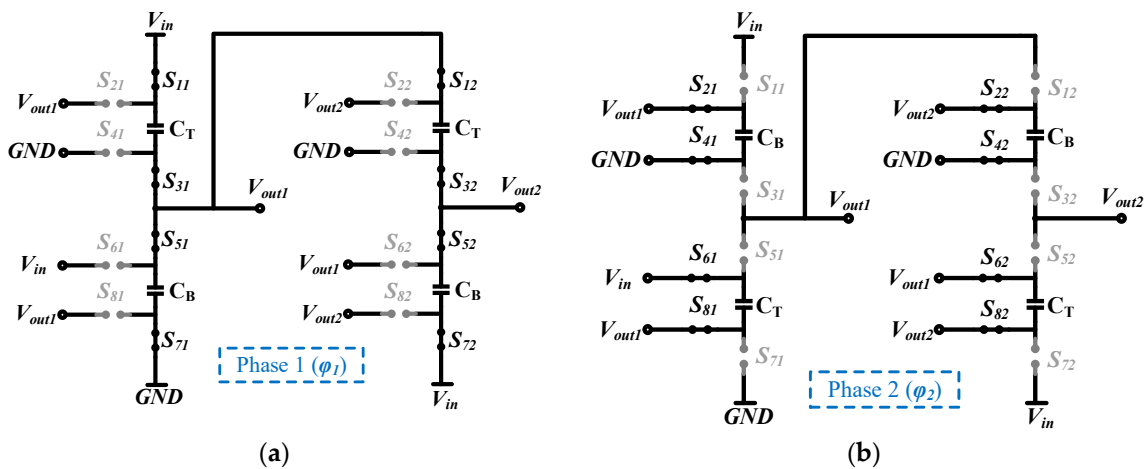 V_in V_in
S_21 S_11 S_22 S_12 S_21 S_11 S_22 S_12
V_out1 V_out2 V_out1 V_out2
S_41 C_T S_42 C_T S_41 C_B S_42 C_B
GND GND GND GND
S_31 V_out1 S_32 V_out2 S_31 V_out1 S_32 V_out2
S_61 S_51 S_62 S_52 S_61 S_51 S_62 S_52
V_in V_out1 V_in V_out1
S_81 C_B S_82 C_B S_81 C_T S_82 C_T
V_out1 V_out2 V_out1 V_out2
S_71 S_72 S_71 S_72
Phase 1 (φ_1) Phase 2 (φ_2)
GND V_in GND V_in
(a) (b)